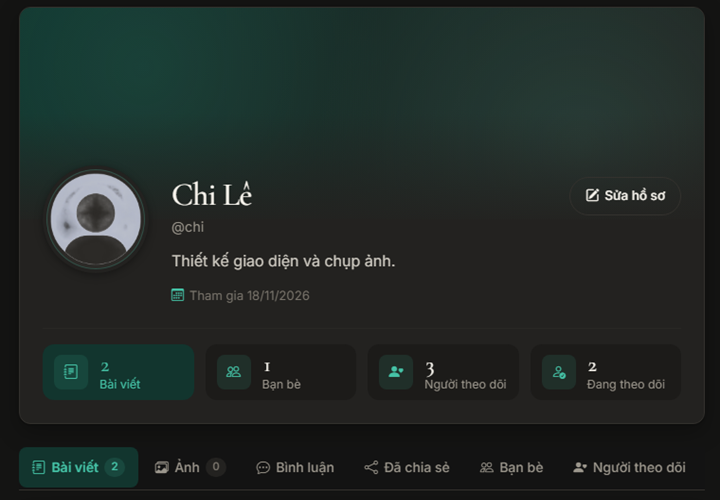 Chi Lê
@chi
Sửa hồ sơ
Thiết kế giao diện và chụp ảnh.
Tham gia 18/11/2026
2
Bài viết
1
Bạn bè
3
Người theo dõi
2
Đang theo dõi
Bài viết 2
Ảnh 0
Bình luận
Đã chia sẻ
Bạn bè
Người theo dõi